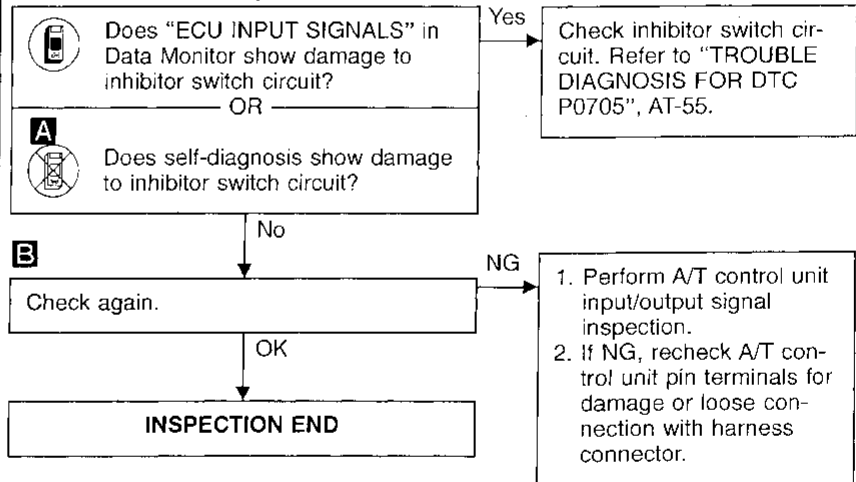 Does “ECU INPUT SIGNALS” in
Data Monitor show damage to
inhibitor switch circuit?
OR
A
Does self-diagnosis show damage
to inhibitor switch circuit?
Yes
Check inhibitor switch cir-
cuit. Refer to “TROUBLE
DIAGNOSIS FOR DTC
P0705”, AT-55.
No
B
Check again.
NG
1. Perform A/T control unit
input/output signal
inspection.
2. If NG, recheck A/T con-
trol unit pin terminals for
damage or loose con-
nection with harness
connector.
OK
INSPECTION END